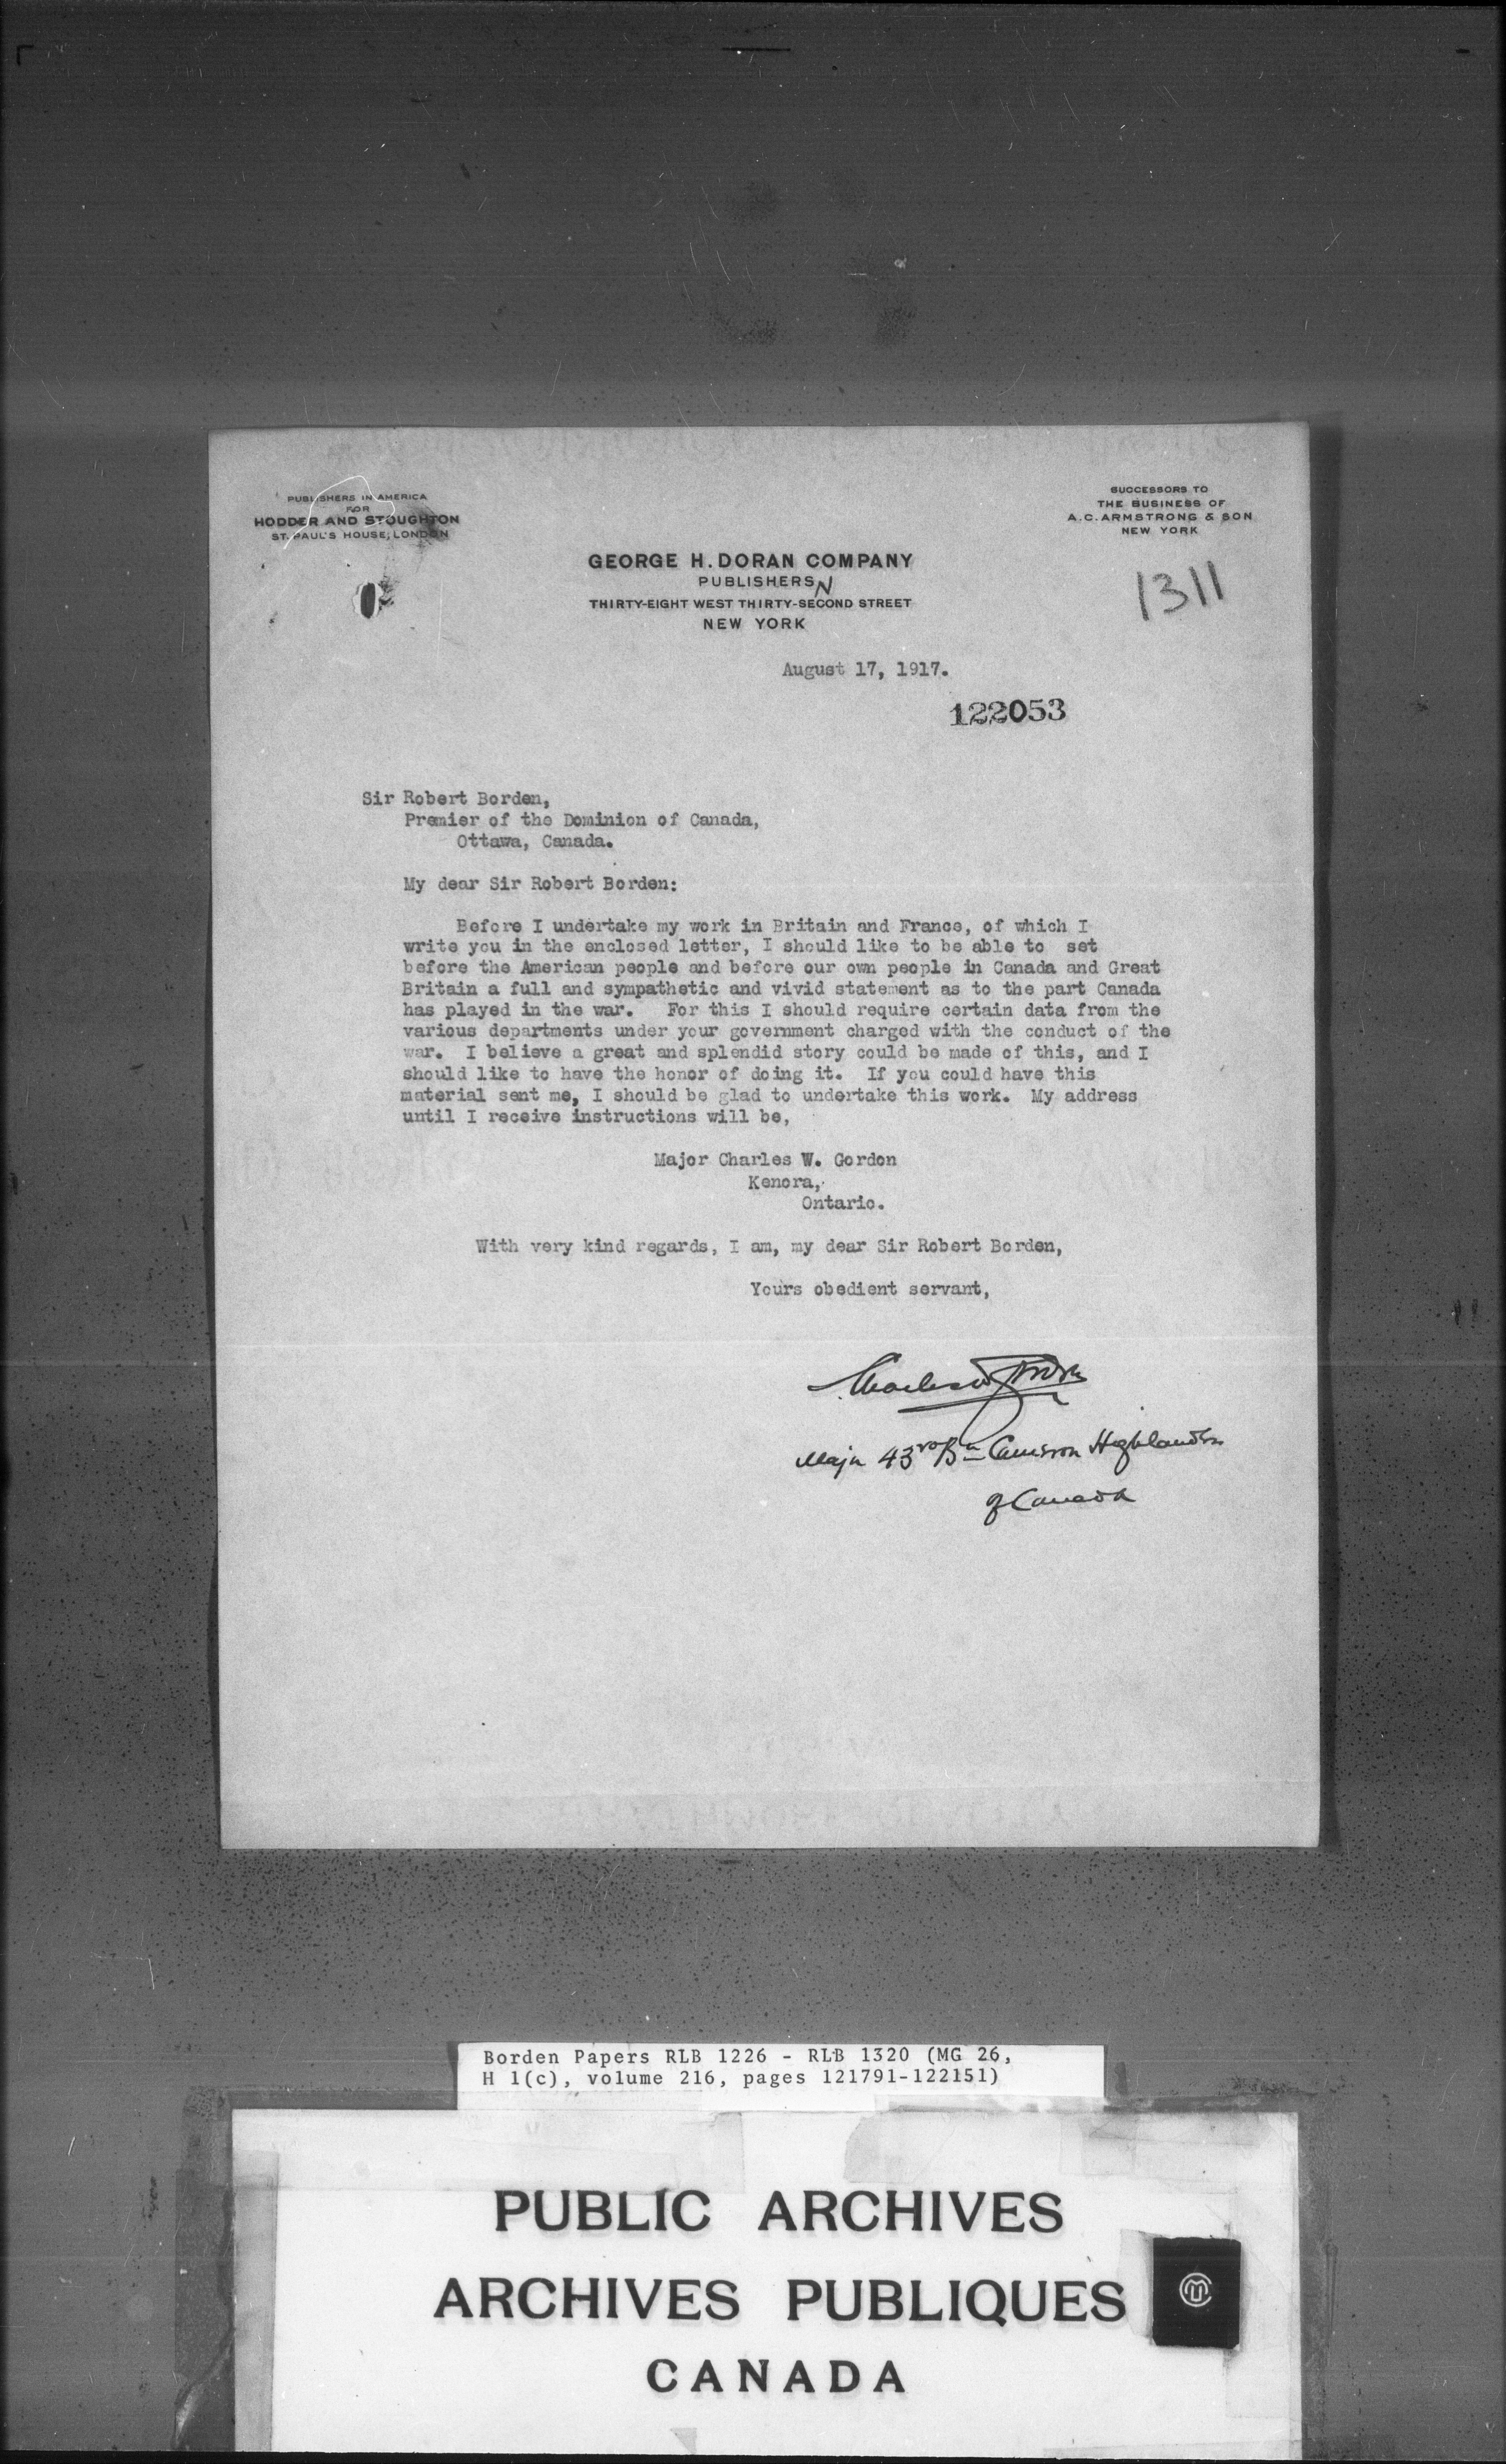 PUBLISHERS IN AMERICA
FOR
HODDER AND STOUGHTON
ST. PAUL'S HOUSE, LONDON
SUCCESSORS TO
THE BUSINESS OF
A.C. ARMSTRONG & SON
NEW YORK
GEORGE H. DORAN COMPANY
PUBLISHERS N
THIRTY-EIGHT WEST THIRTY-SECOND STREET
NEW YORK
1311
August 17, 1917.
122053
Sir Robert Borden,
Premier of the Dominion of Canada,
Ottawa, Canada.
My dear Sir Robert Borden:
Before I undertake my work in Britain and France, of which I
write you in the enclosed letter, I should like to be able to set
before the American people and before our own people in Canada and Great
Britain a full and sympathetic and vivid statement as to the part Canada
has played in the war. For this I should require certain data from the
various departments under your government charged with the conduct of the
war. I believe a great and splendid story could be made of this, and I
should like to have the honor of doing it. If you could have this
material sent me, I should be glad to undertake this work. My address
until I receive instructions will be,
Major Charles W. Gordon
Kenora,
Ontario.
With very kind regards, I am, my dear Sir Robert Borden,
Yours obedient servant,
Charles W Gordon
Major 43rd Bn Cameron Highlanders
of Canada
Borden Papers RLB 1226 - RLB 1320 (MG 26,
H 1(c), volume 216, pages 121791-122151)
PUBLIC ARCHIVES
ARCHIVES PUBLIQUES
CANADA